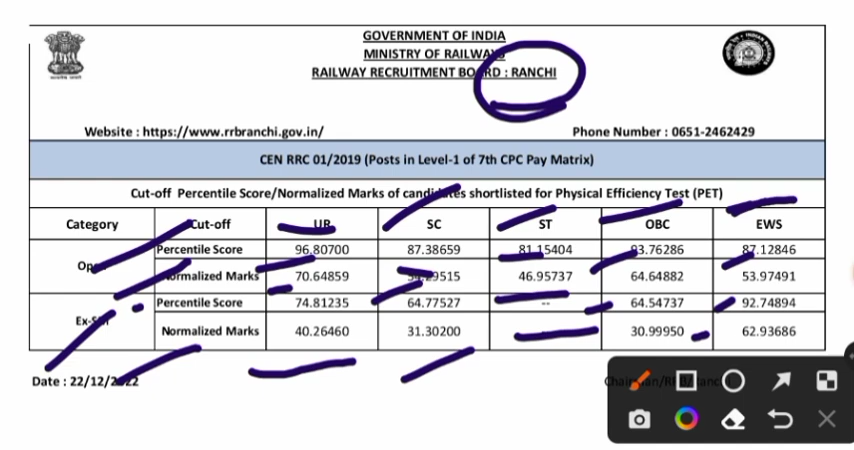 GOVERNMENT OF INDIA
MINISTRY OF RAILWAYS
RAILWAY RECRUITMENT BOARD : RANCHI
Website : https://www.rrbranchi.gov.in/ Phone Number : 0651-2462429
CEN RRC 01/2019 (Posts in Level-1 of 7th CPC Pay Matrix)
Cut-off Percentile Score/Normalized Marks of candidates shortlisted for Physical Efficiency Test (PET)
Category Cut-off UR SC ST OBC EWS
Percentile Score 96.80700 87.38659 81.15404 93.76286 87.12846
Open
Normalized Marks 70.64859 46.95737 64.64882 53.97491
Percentile Score 74.81235 64.77527 -- 64.54737 92.74894
Ex-SM
Normalized Marks 40.26460 31.30200 30.99950 62.93686
Date : 22/12/2022